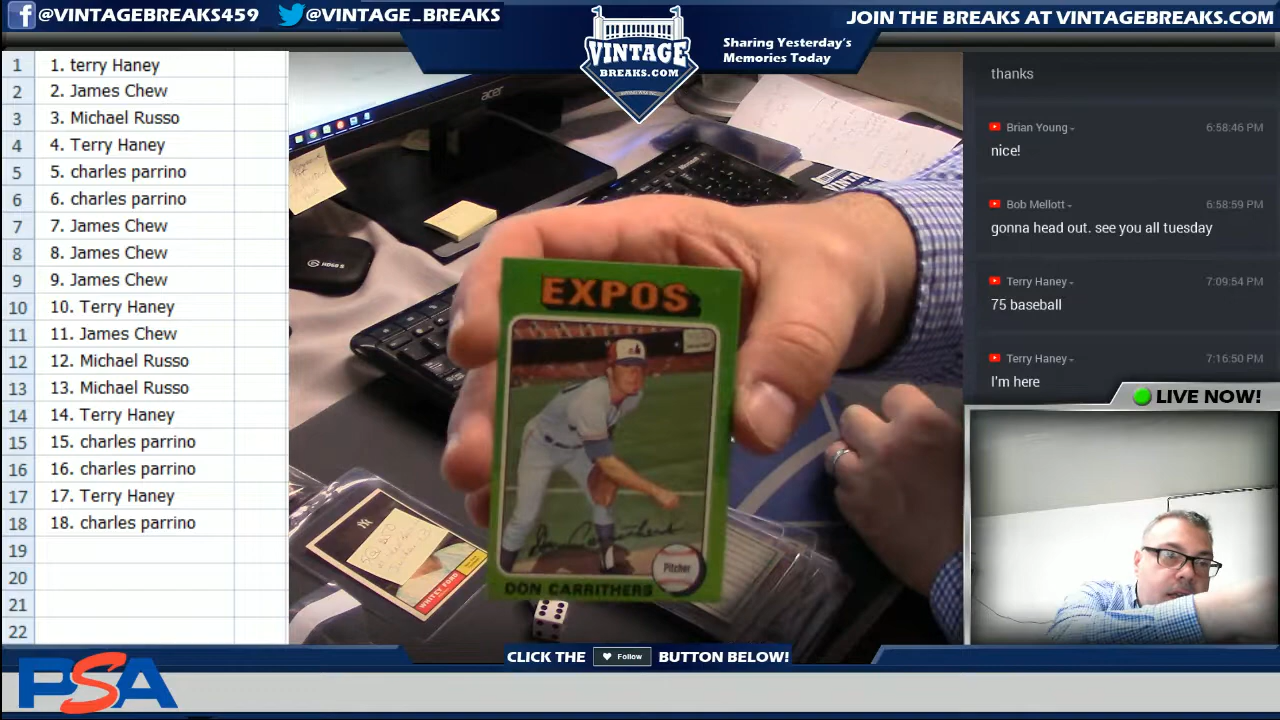 @VINTAGEBREAKS459
@VINTAGE_BREAKS
VINTAGE
BREAKS.COM
Sharing Yesterday's
Memories Today
JOIN THE BREAKS AT VINTAGEBREAKS.COM
1 1. terry Haney
2 2. James Chew
3 3. Michael Russo
4 4. Terry Haney
5 5. charles parrino
6 6. charles parrino
7 7. James Chew
8 8. James Chew
9 9. James Chew
10 10. Terry Haney
11 11. James Chew
12 12. Michael Russo
13 13. Michael Russo
14 14. Terry Haney
15 15. charles parrino
16 16. charles parrino
17 17. Terry Haney
18 18. charles parrino
19
20
21
22
acer
EXPOS
Don Carrithers
Pitcher
DON CARRITHERS
WHITEY FORD
thanks
Brian Young 6:58:46 PM
nice!
Bob Mellott 6:58:59 PM
gonna head out. see you all tuesday
Terry Haney 7:09:54 PM
75 baseball
Terry Haney 7:16:50 PM
I'm here
LIVE NOW!
CLICK THE Follow BUTTON BELOW!
PSA